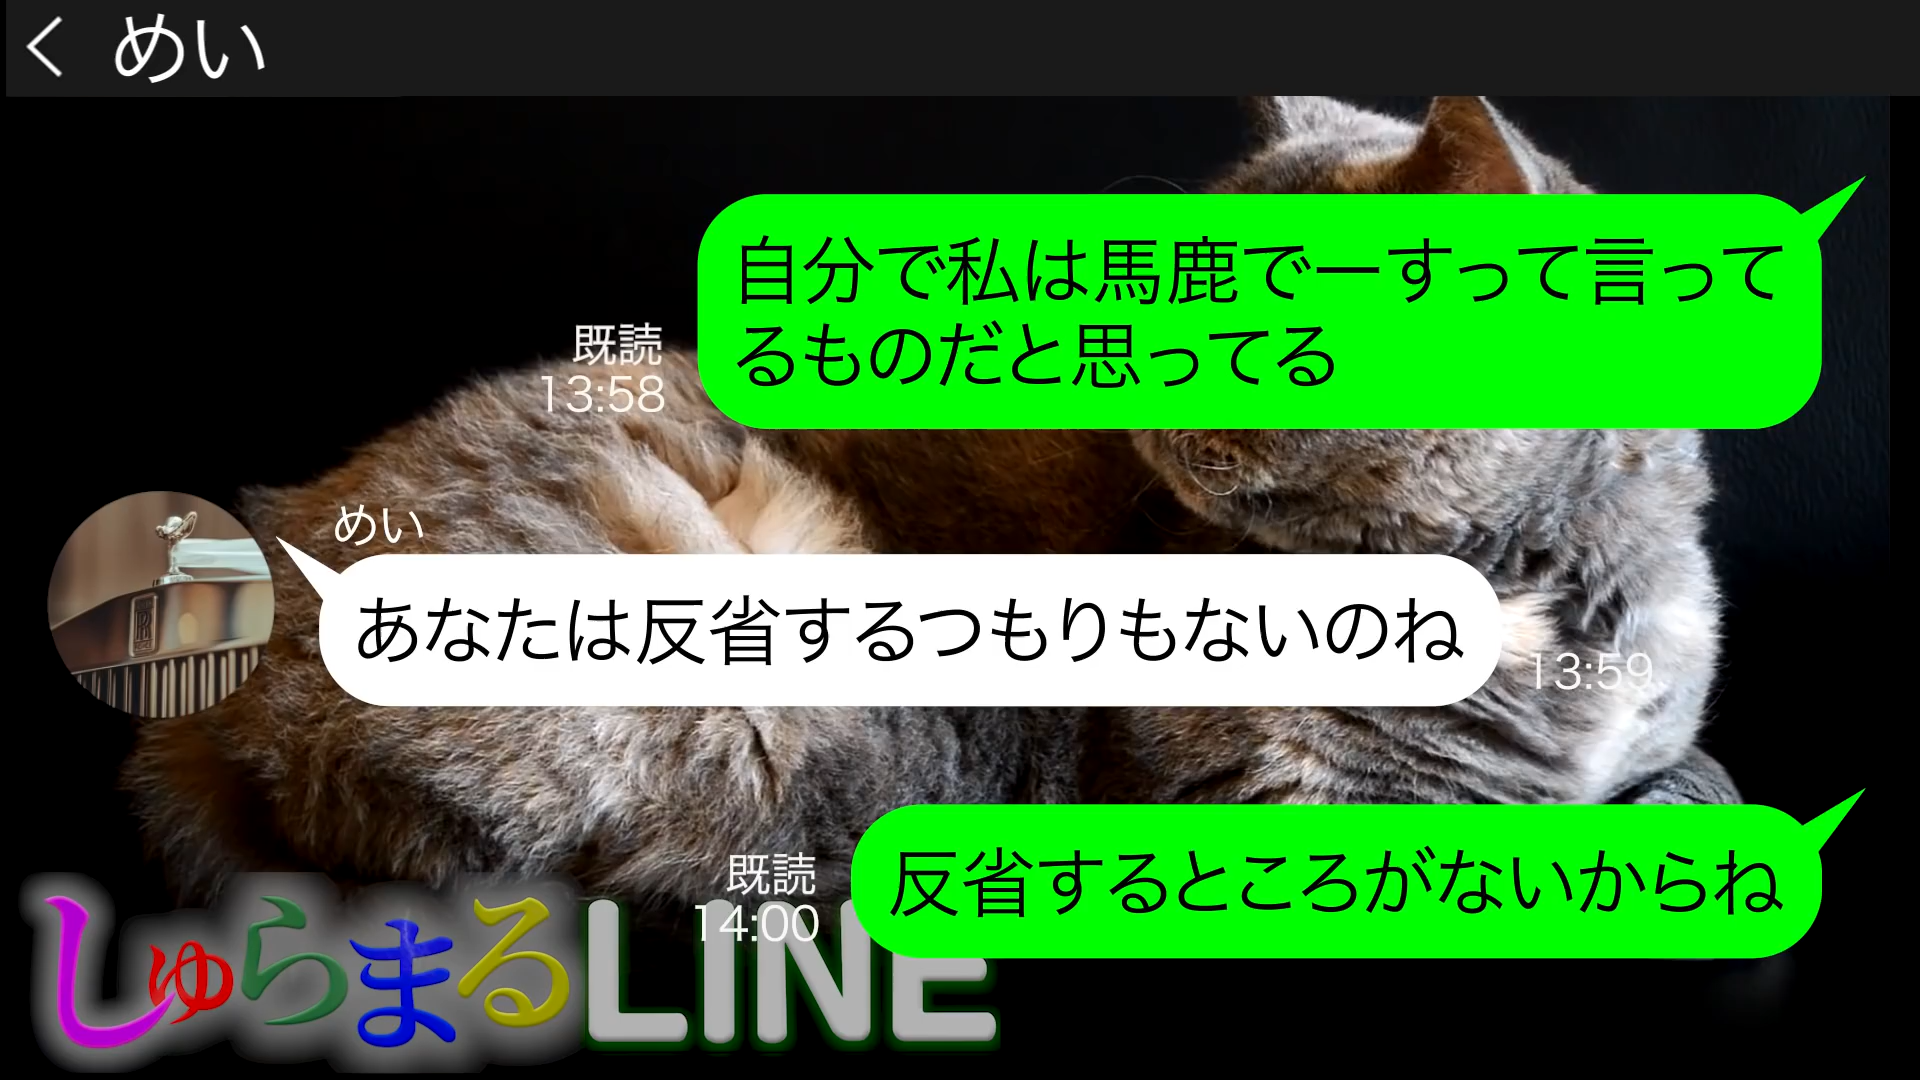 めい
自分で私は馬鹿でーすって言って
るものだと思ってる
既読
13:58
めい
あなたは反省するつもりもないのね
13:59
反省するところがないからね
既読
14:00
しゅらまるLINE